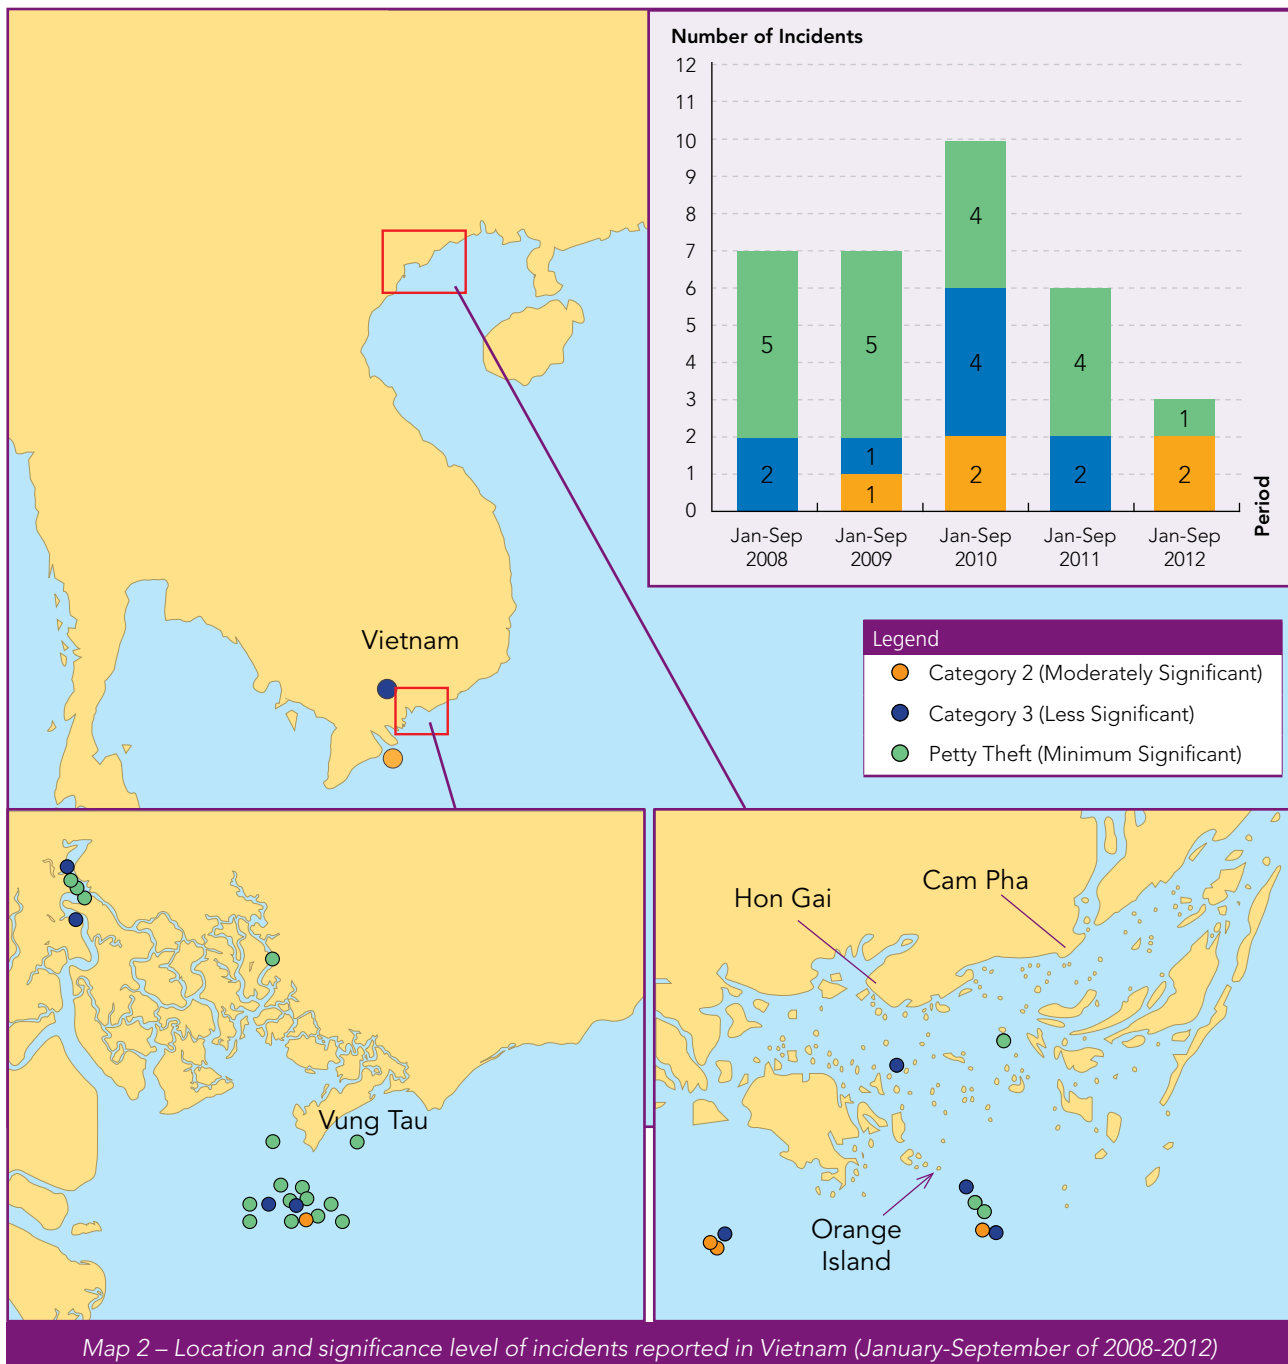 Number of Incidents
12
11
10
9
8
7
6
5
4
3
2
1
0
5
2
5
1
1
4
4
2
4
2
1
2
Jan-Sep
2008
Jan-Sep
2009
Jan-Sep
2010
Jan-Sep
2011
Jan-Sep
2012
Period
Vietnam
Legend
Category 2 (Moderately Significant)
Category 3 (Less Significant)
Petty Theft (Minimum Significant)
Vung Tau
Hon Gai
Cam Pha
Orange
Island
Map 2 – Location and significance level of incidents reported in Vietnam (January-September of 2008-2012)